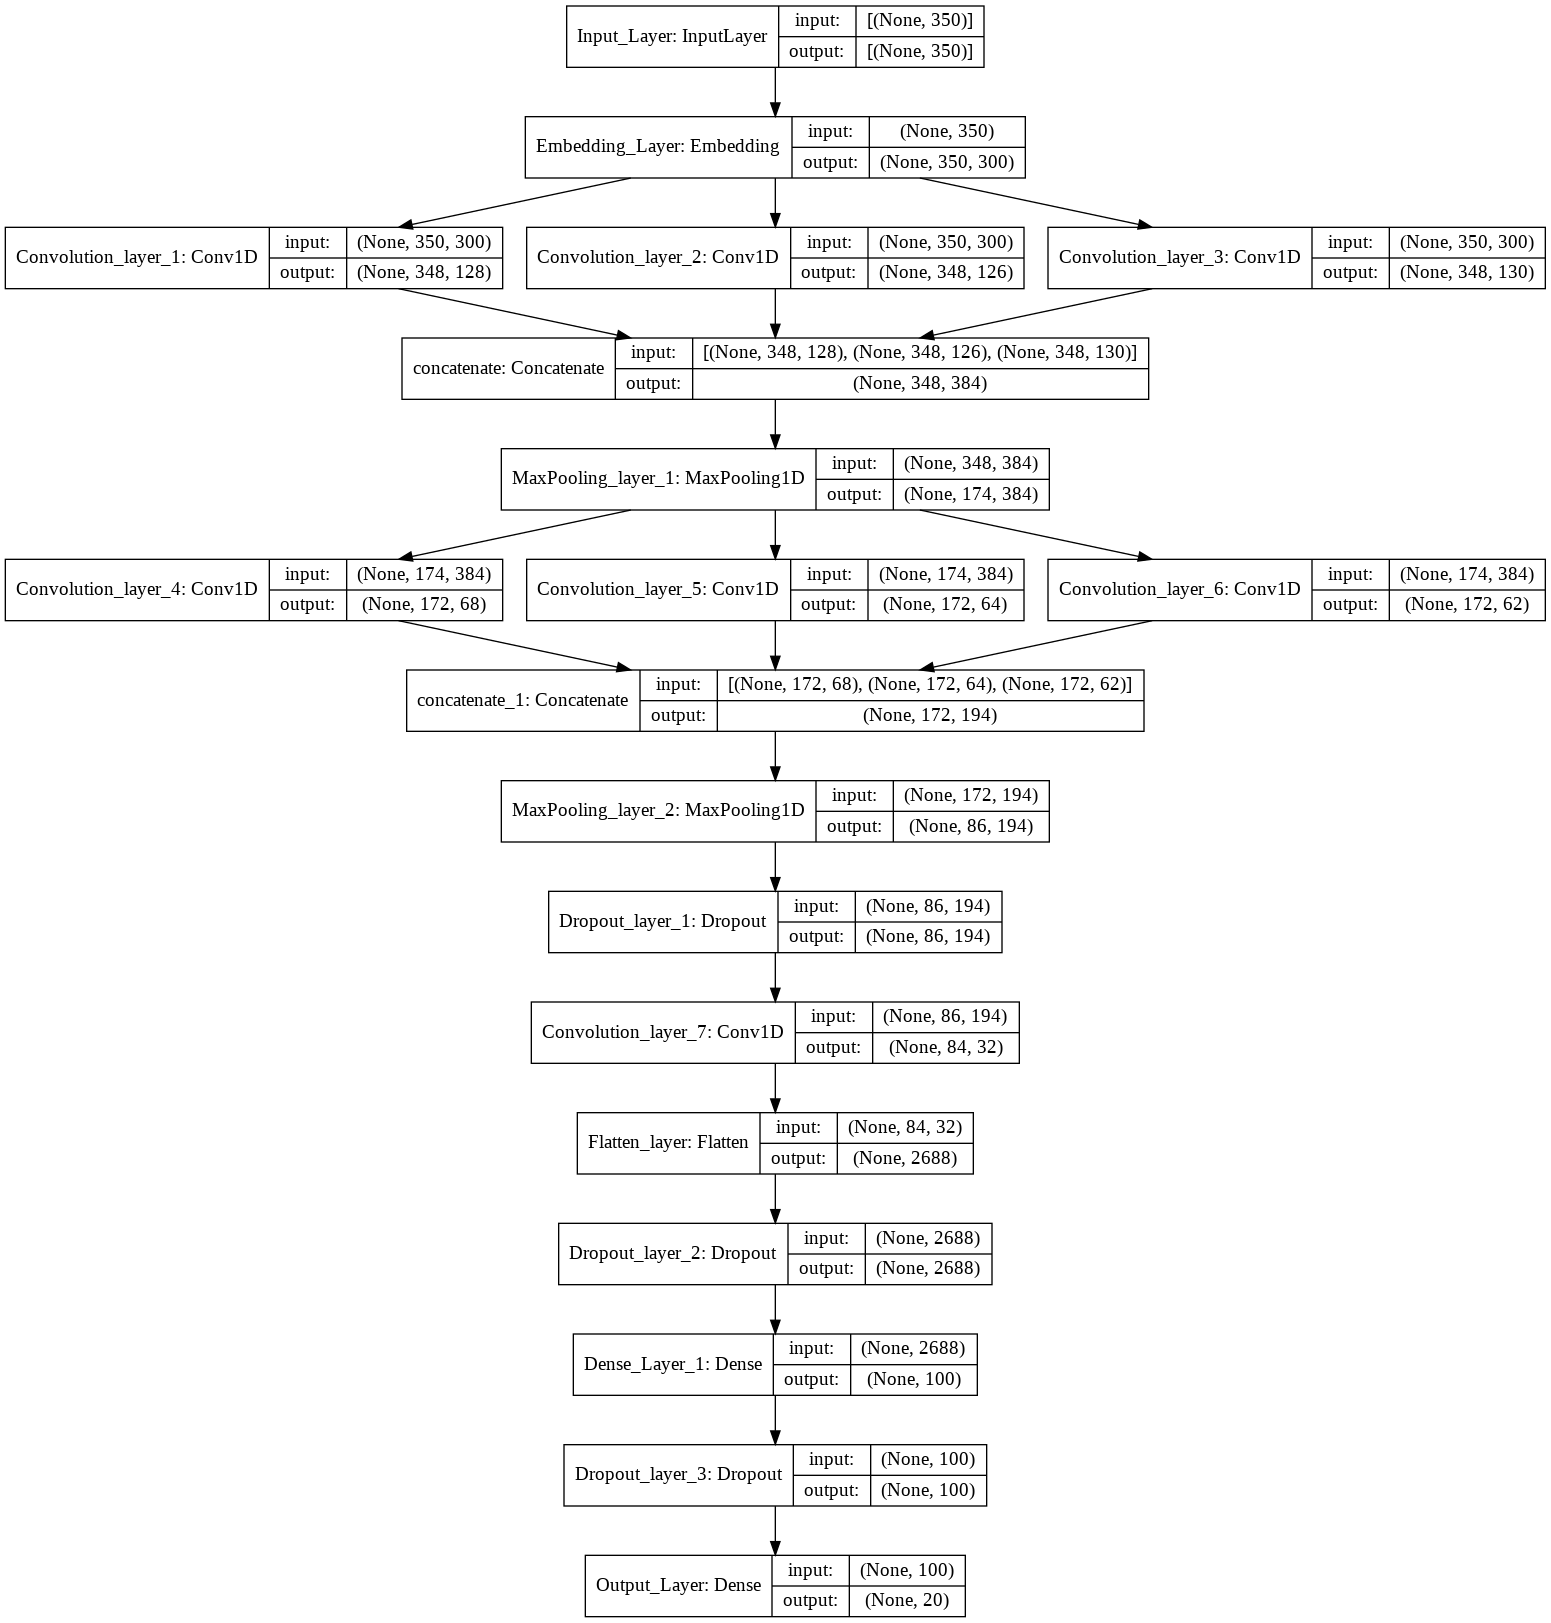 Input_Layer: InputLayer
input: [(None, 350)]
output: [(None, 350)]
Embedding_Layer: Embedding
input: (None, 350)
output: (None, 350, 300)
Convolution_layer_1: Conv1D
input: (None, 350, 300)
output: (None, 348, 128)
Convolution_layer_2: Conv1D
input: (None, 350, 300)
output: (None, 348, 126)
Convolution_layer_3: Conv1D
input: (None, 350, 300)
output: (None, 348, 130)
concatenate: Concatenate
input: [(None, 348, 128), (None, 348, 126), (None, 348, 130)]
output: (None, 348, 384)
MaxPooling_layer_1: MaxPooling1D
input: (None, 348, 384)
output: (None, 174, 384)
Convolution_layer_4: Conv1D
input: (None, 174, 384)
output: (None, 172, 68)
Convolution_layer_5: Conv1D
input: (None, 174, 384)
output: (None, 172, 64)
Convolution_layer_6: Conv1D
input: (None, 174, 384)
output: (None, 172, 62)
concatenate_1: Concatenate
input: [(None, 172, 68), (None, 172, 64), (None, 172, 62)]
output: (None, 172, 194)
MaxPooling_layer_2: MaxPooling1D
input: (None, 172, 194)
output: (None, 86, 194)
Dropout_layer_1: Dropout
input: (None, 86, 194)
output: (None, 86, 194)
Convolution_layer_7: Conv1D
input: (None, 86, 194)
output: (None, 84, 32)
Flatten_layer: Flatten
input: (None, 84, 32)
output: (None, 2688)
Dropout_layer_2: Dropout
input: (None, 2688)
output: (None, 2688)
Dense_Layer_1: Dense
input: (None, 2688)
output: (None, 100)
Dropout_layer_3: Dropout
input: (None, 100)
output: (None, 100)
Output_Layer: Dense
input: (None, 100)
output: (None, 20)